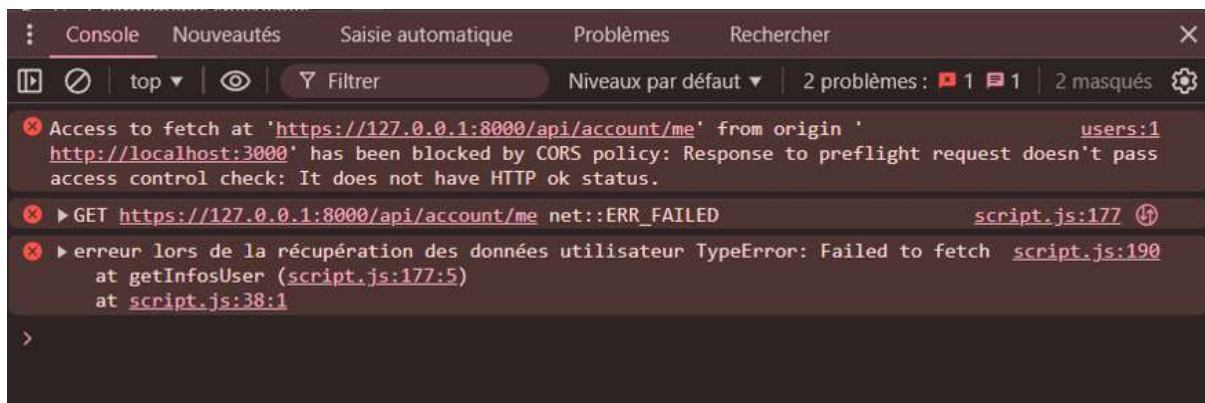 Console Nouveautés Saisie automatique Problèmes Rechercher
top Filtrer Niveaux par défaut 2 problèmes : 1 1 2 masqués
Access to fetch at 'https://127.0.0.1:8000/api/account/me' from origin ' users:1
http://localhost:3000' has been blocked by CORS policy: Response to preflight request doesn't pass
access control check: It does not have HTTP ok status.
GET https://127.0.0.1:8000/api/account/me net::ERR_FAILED script.js:177
erreur lors de la récupération des données utilisateur TypeError: Failed to fetch script.js:190
at getInfosUser (script.js:177:5)
at script.js:38:1